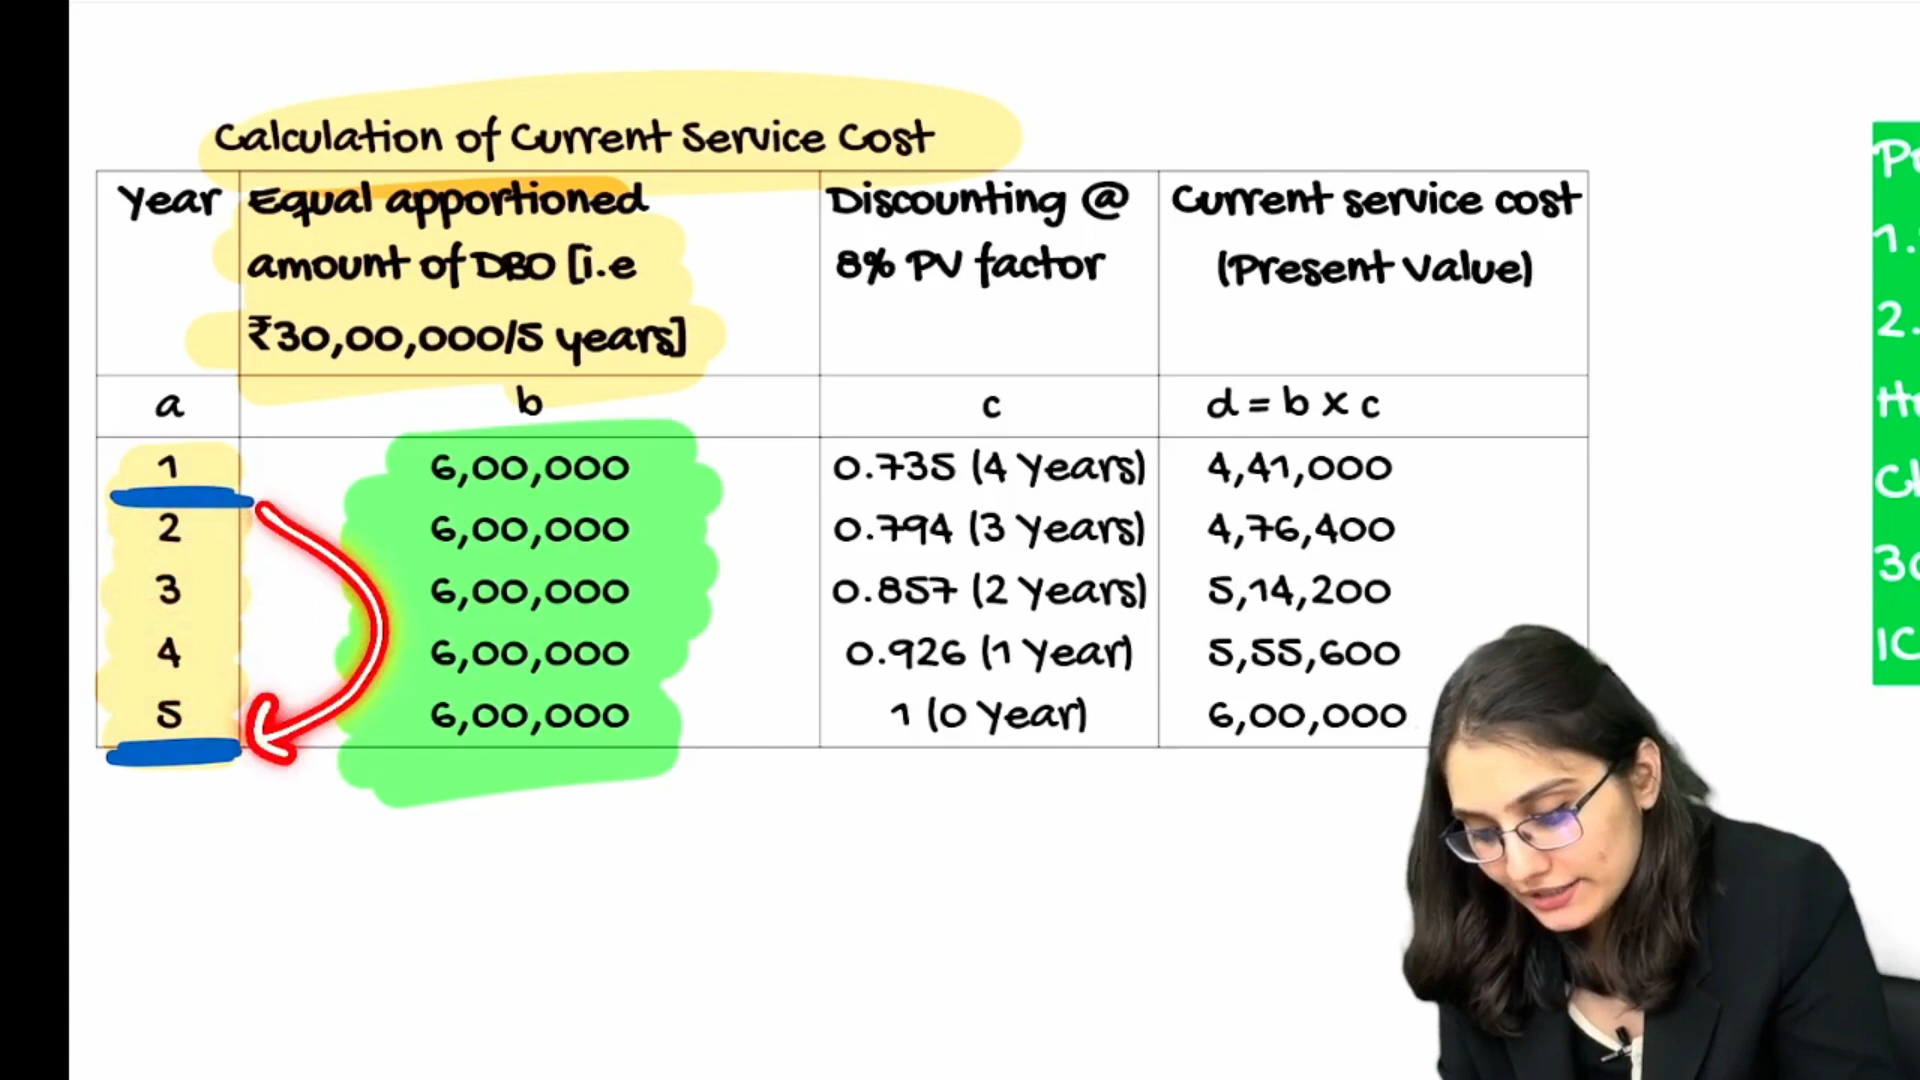 Calculation of Current Service Cost
Year Equal apportioned Discounting @ Current service cost
amount of DBO [i.e 8% PV factor (Present Value)
₹30,00,000/5 years]
a b c d = b x c
1 6,00,000 0.735 (4 Years) 4,41,000
2 6,00,000 0.794 (3 Years) 4,76,400
3 6,00,000 0.857 (2 Years) 5,14,200
4 6,00,000 0.926 (1 Year) 5,55,600
5 6,00,000 1 (0 Year) 6,00,000
1.
2.